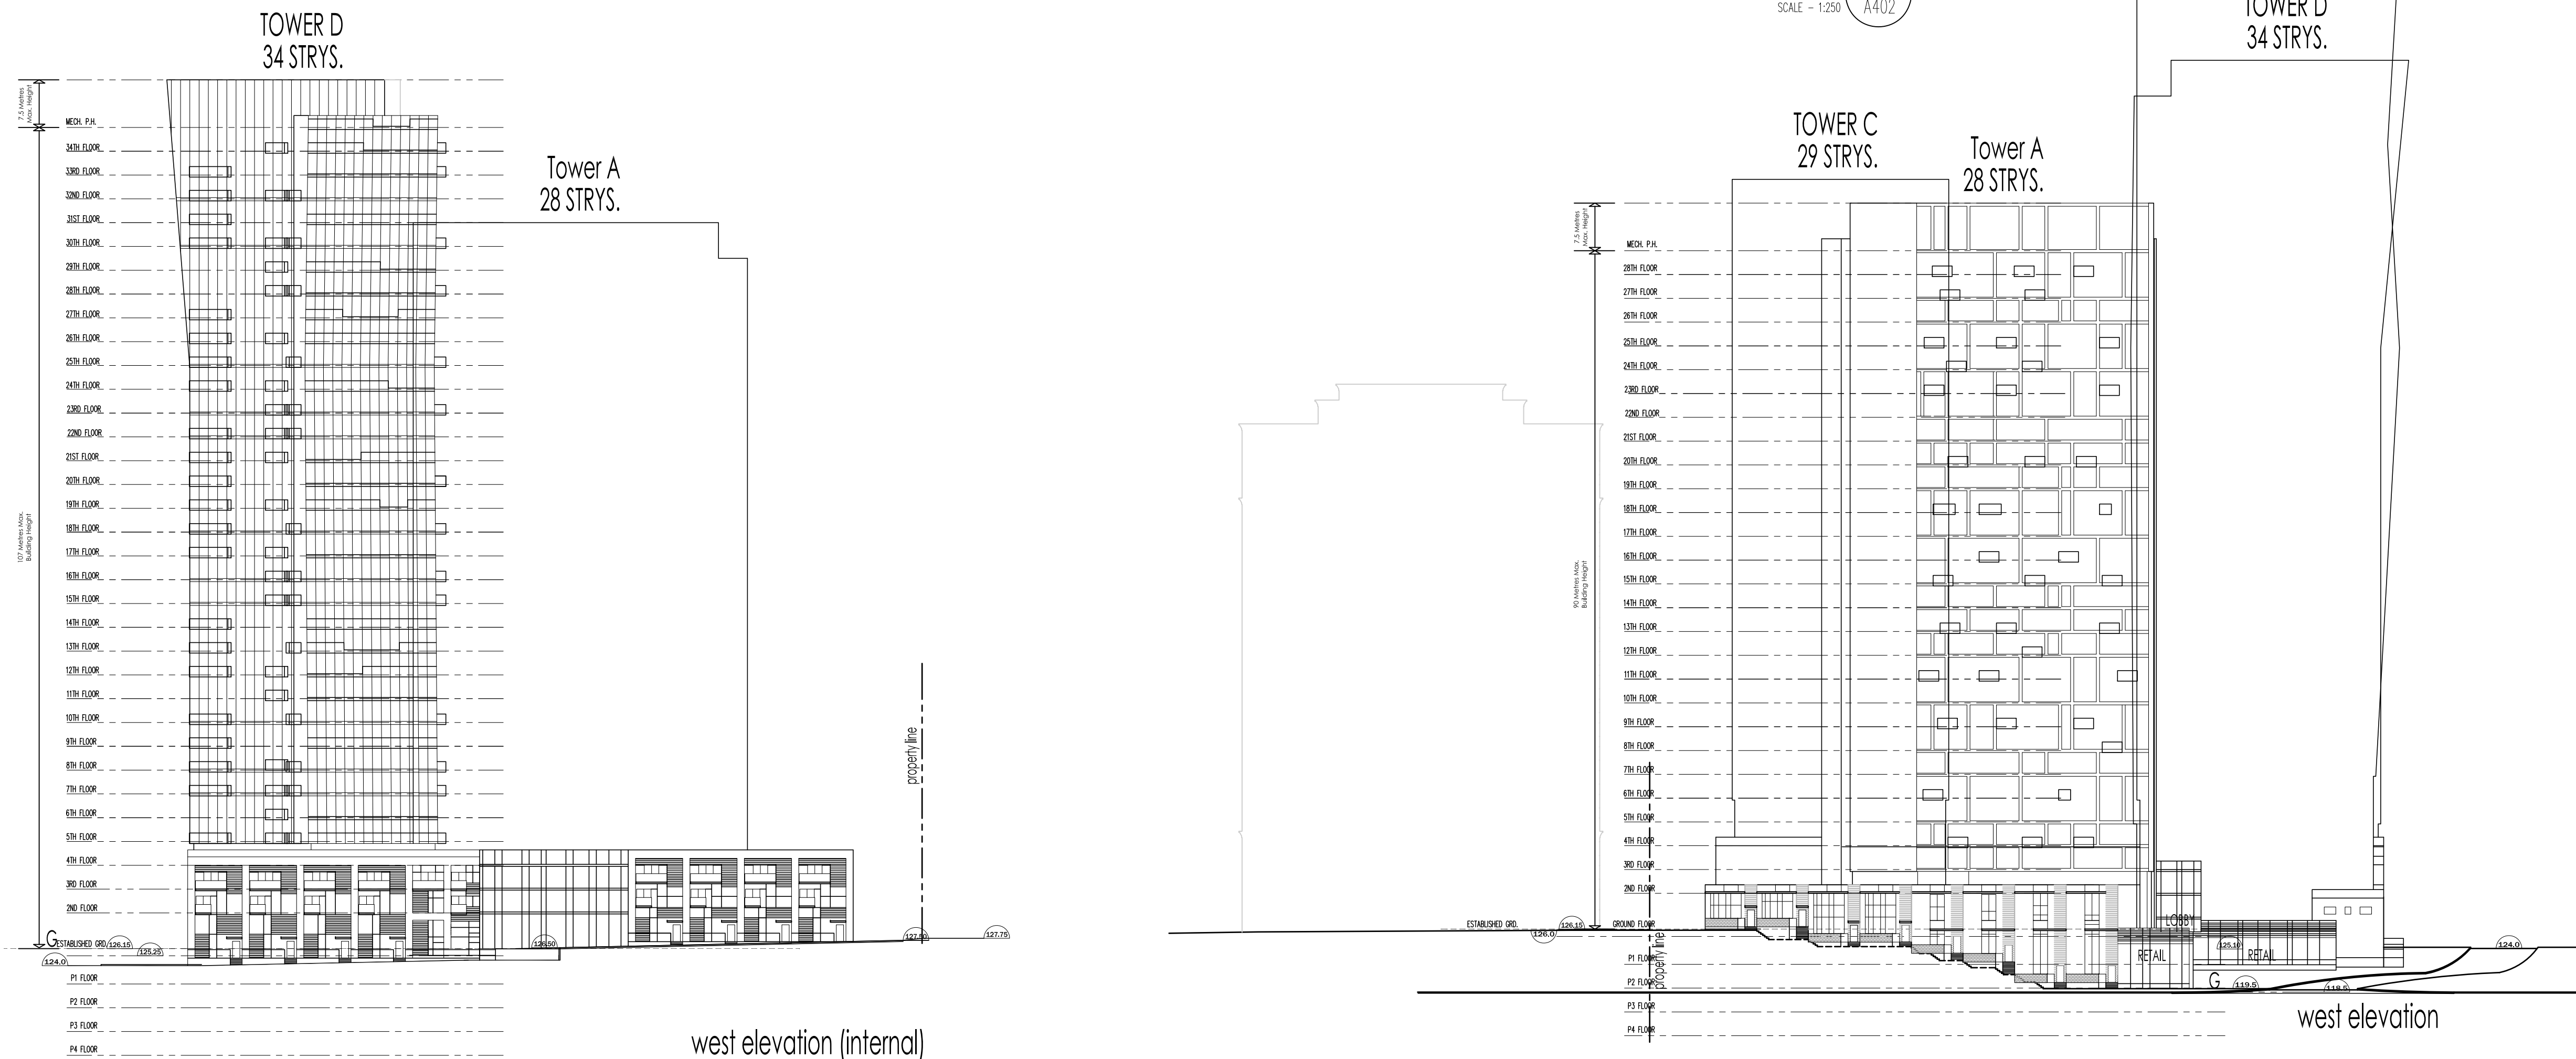 TOWER D
34 STRYS.
7.5 Metres
Max. Height
MECH. P.H.
34TH FLOOR
33RD FLOOR
32ND FLOOR
31ST FLOOR
30TH FLOOR
29TH FLOOR
28TH FLOOR
27TH FLOOR
26TH FLOOR
25TH FLOOR
24TH FLOOR
23RD FLOOR
22ND FLOOR
21ST FLOOR
20TH FLOOR
19TH FLOOR
18TH FLOOR
17TH FLOOR
16TH FLOOR
15TH FLOOR
14TH FLOOR
13TH FLOOR
12TH FLOOR
11TH FLOOR
10TH FLOOR
9TH FLOOR
8TH FLOOR
7TH FLOOR
6TH FLOOR
5TH FLOOR
4TH FLOOR
3RD FLOOR
2ND FLOOR
G
ESTABLISHED GRD.
126.15
125.25
124.0
P1 FLOOR
P2 FLOOR
P3 FLOOR
P4 FLOOR
107 Metres Max.
Building Height
Tower A
28 STRYS.
property line
126.50
127.50
127.75
west elevation (internal)
SCALE - 1:250
A402
TOWER D
34 STRYS.
TOWER C
29 STRYS.
Tower A
28 STRYS.
7.5 Metres
Max. Height
MECH. P.H.
28TH FLOOR
27TH FLOOR
26TH FLOOR
25TH FLOOR
24TH FLOOR
23RD FLOOR
22ND FLOOR
21ST FLOOR
20TH FLOOR
19TH FLOOR
18TH FLOOR
17TH FLOOR
16TH FLOOR
15TH FLOOR
14TH FLOOR
13TH FLOOR
12TH FLOOR
11TH FLOOR
10TH FLOOR
9TH FLOOR
8TH FLOOR
7TH FLOOR
6TH FLOOR
5TH FLOOR
4TH FLOOR
3RD FLOOR
2ND FLOOR
GROUND FLOOR
P1 FLOOR
P2 FLOOR
P3 FLOOR
P4 FLOOR
90 Metres Max.
Building Height
ESTABLISHED GRD.
126.15
126.0
property line
LOBBY
RETAIL
125.10
RETAIL
124.0
G
119.5
118.5
west elevation